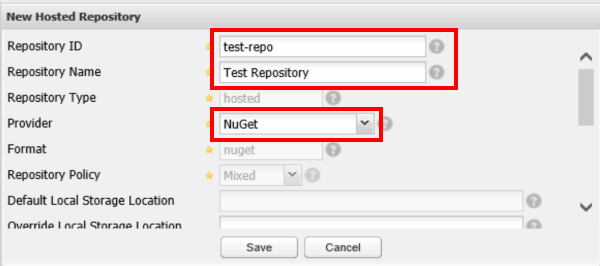 New Hosted Repository
Repository ID test-repo
Repository Name Test Repository
Repository Type hosted
Provider NuGet
Format nuget
Repository Policy Mixed
Default Local Storage Location
Override Local Storage Location
Save Cancel